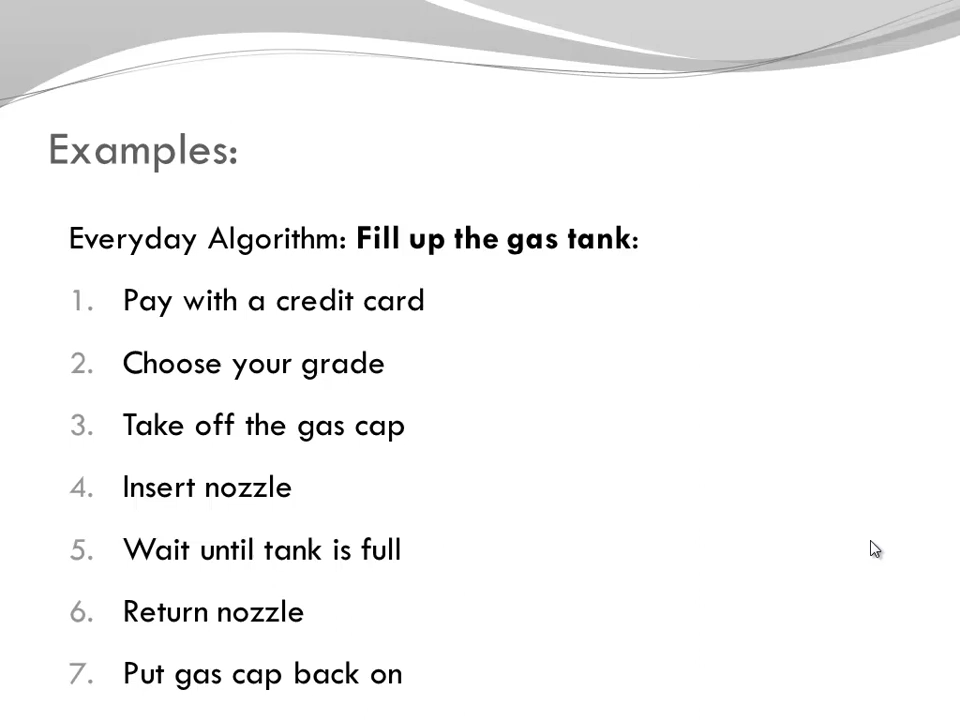 Examples:
Everyday Algorithm: Fill up the gas tank:
1. Pay with a credit card
2. Choose your grade
3. Take off the gas cap
4. Insert nozzle
5. Wait until tank is full
6. Return nozzle
7. Put gas cap back on